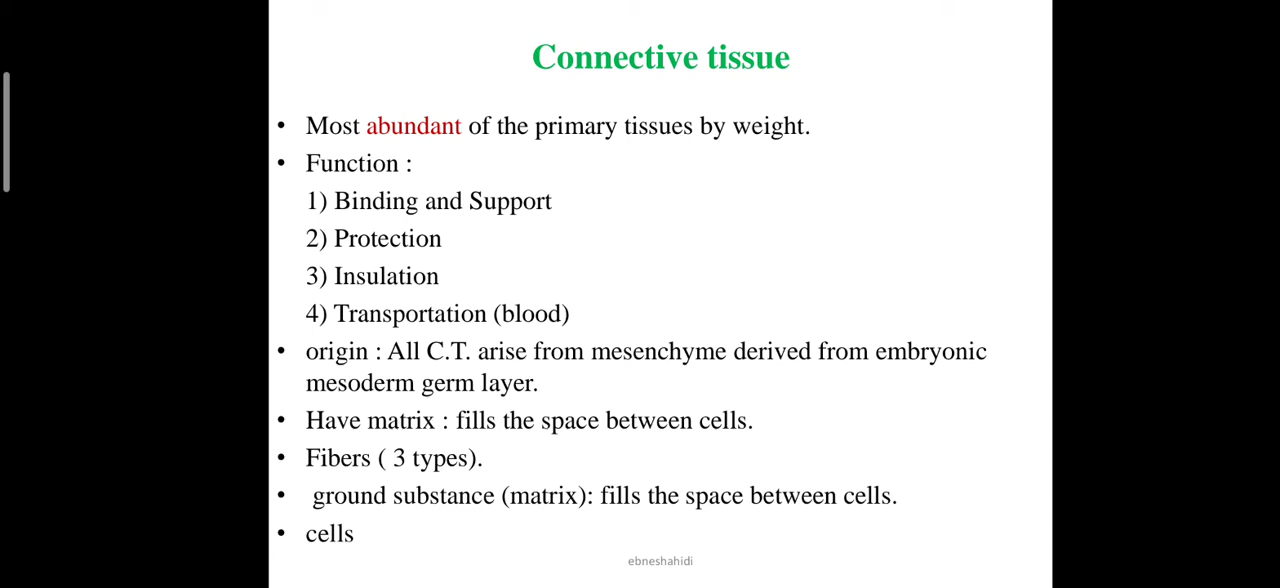 Connective tissue
• Most abundant of the primary tissues by weight.
• Function :
1) Binding and Support
2) Protection
3) Insulation
4) Transportation (blood)
• origin : All C.T. arise from mesenchyme derived from embryonic
mesoderm germ layer.
• Have matrix : fills the space between cells.
• Fibers ( 3 types).
• ground substance (matrix): fills the space between cells.
• cells
ebneshahidi